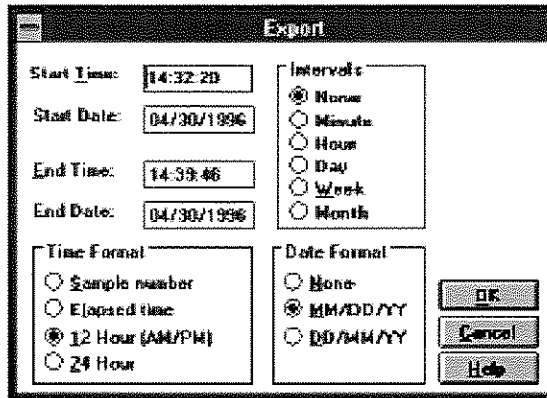 Export
Start Time: 14:32:20
Start Date: 04/30/1996
End Time: 14:39:46
End Date: 04/30/1996
Intervals
None
Minute
Hour
Day
Week
Month
Time Format
Sample number
Elapsed time
12 Hour (AM/PM)
24 Hour
Date Format
None
MM/DD/YY
DD/MM/YY
OK
Cancel
Help